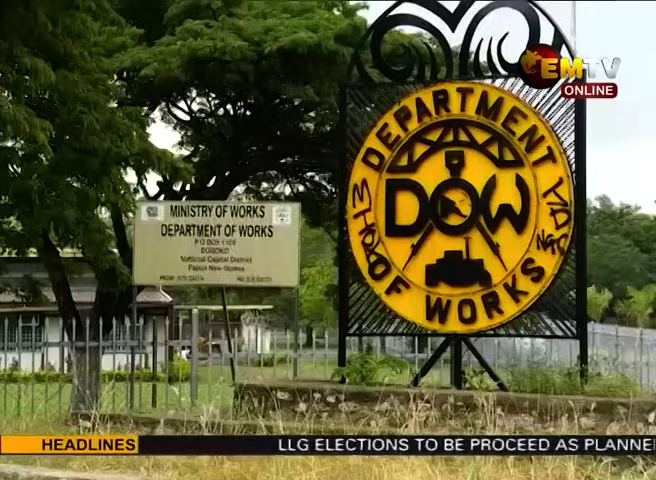 EMTV
ONLINE
MINISTRY OF WORKS
DEPARTMENT OF WORKS
P O BOX 1108
BOROKO
National Capital District
Papua New Guinea
DEPARTMENT OF WORKS
DOW
HEADLINES
LLG ELECTIONS TO BE PROCEED AS PLANNE